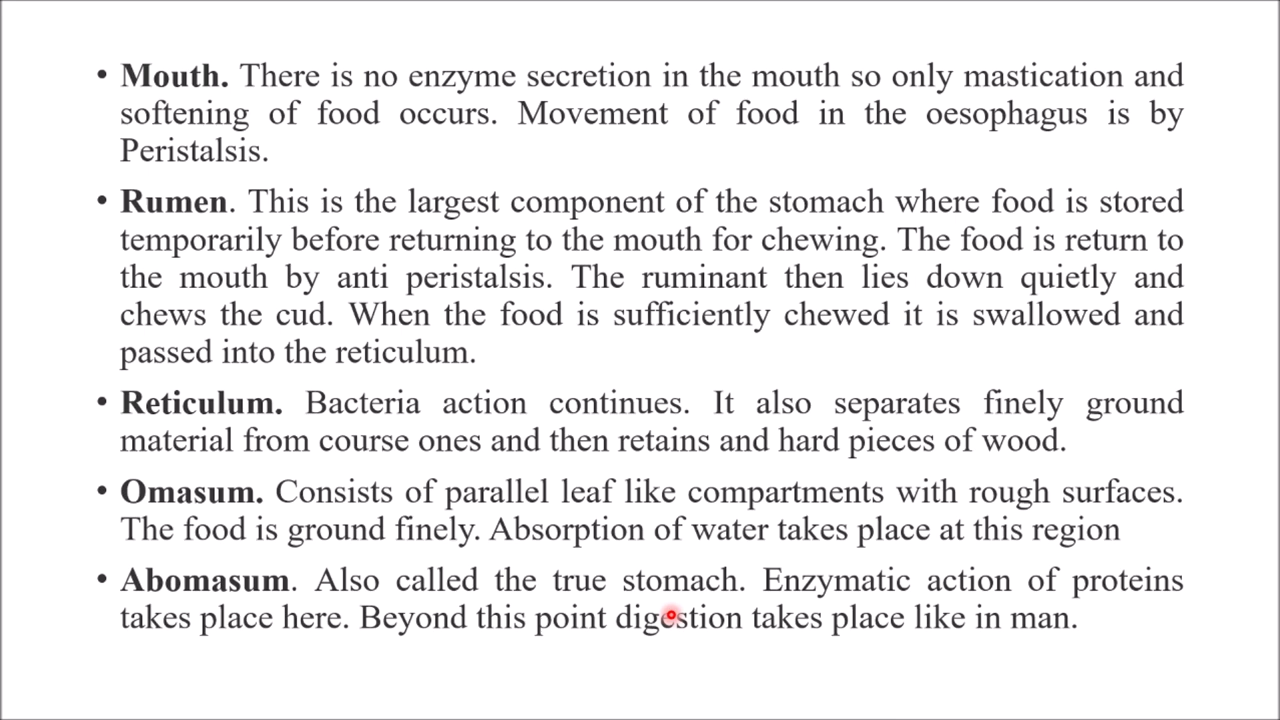 • Mouth. There is no enzyme secretion in the mouth so only mastication and
softening of food occurs. Movement of food in the oesophagus is by
Peristalsis.
• Rumen. This is the largest component of the stomach where food is stored
temporarily before returning to the mouth for chewing. The food is return to
the mouth by anti peristalsis. The ruminant then lies down quietly and
chews the cud. When the food is sufficiently chewed it is swallowed and
passed into the reticulum.
• Reticulum. Bacteria action continues. It also separates finely ground
material from course ones and then retains and hard pieces of wood.
• Omasum. Consists of parallel leaf like compartments with rough surfaces.
The food is ground finely. Absorption of water takes place at this region
• Abomasum. Also called the true stomach. Enzymatic action of proteins
takes place here. Beyond this point digestion takes place like in man.